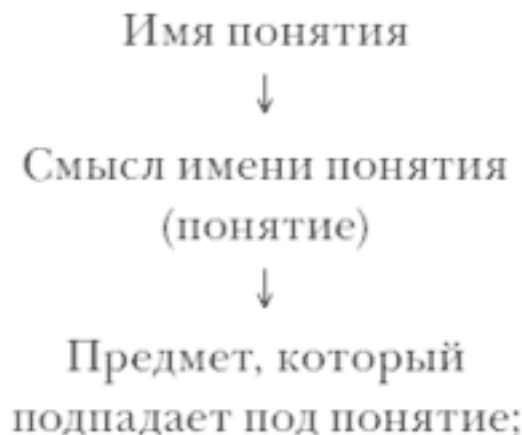 Имя понятия
↓
Смысл имени понятия
(понятие)
↓
Предмет, который
подпадает под понятие;